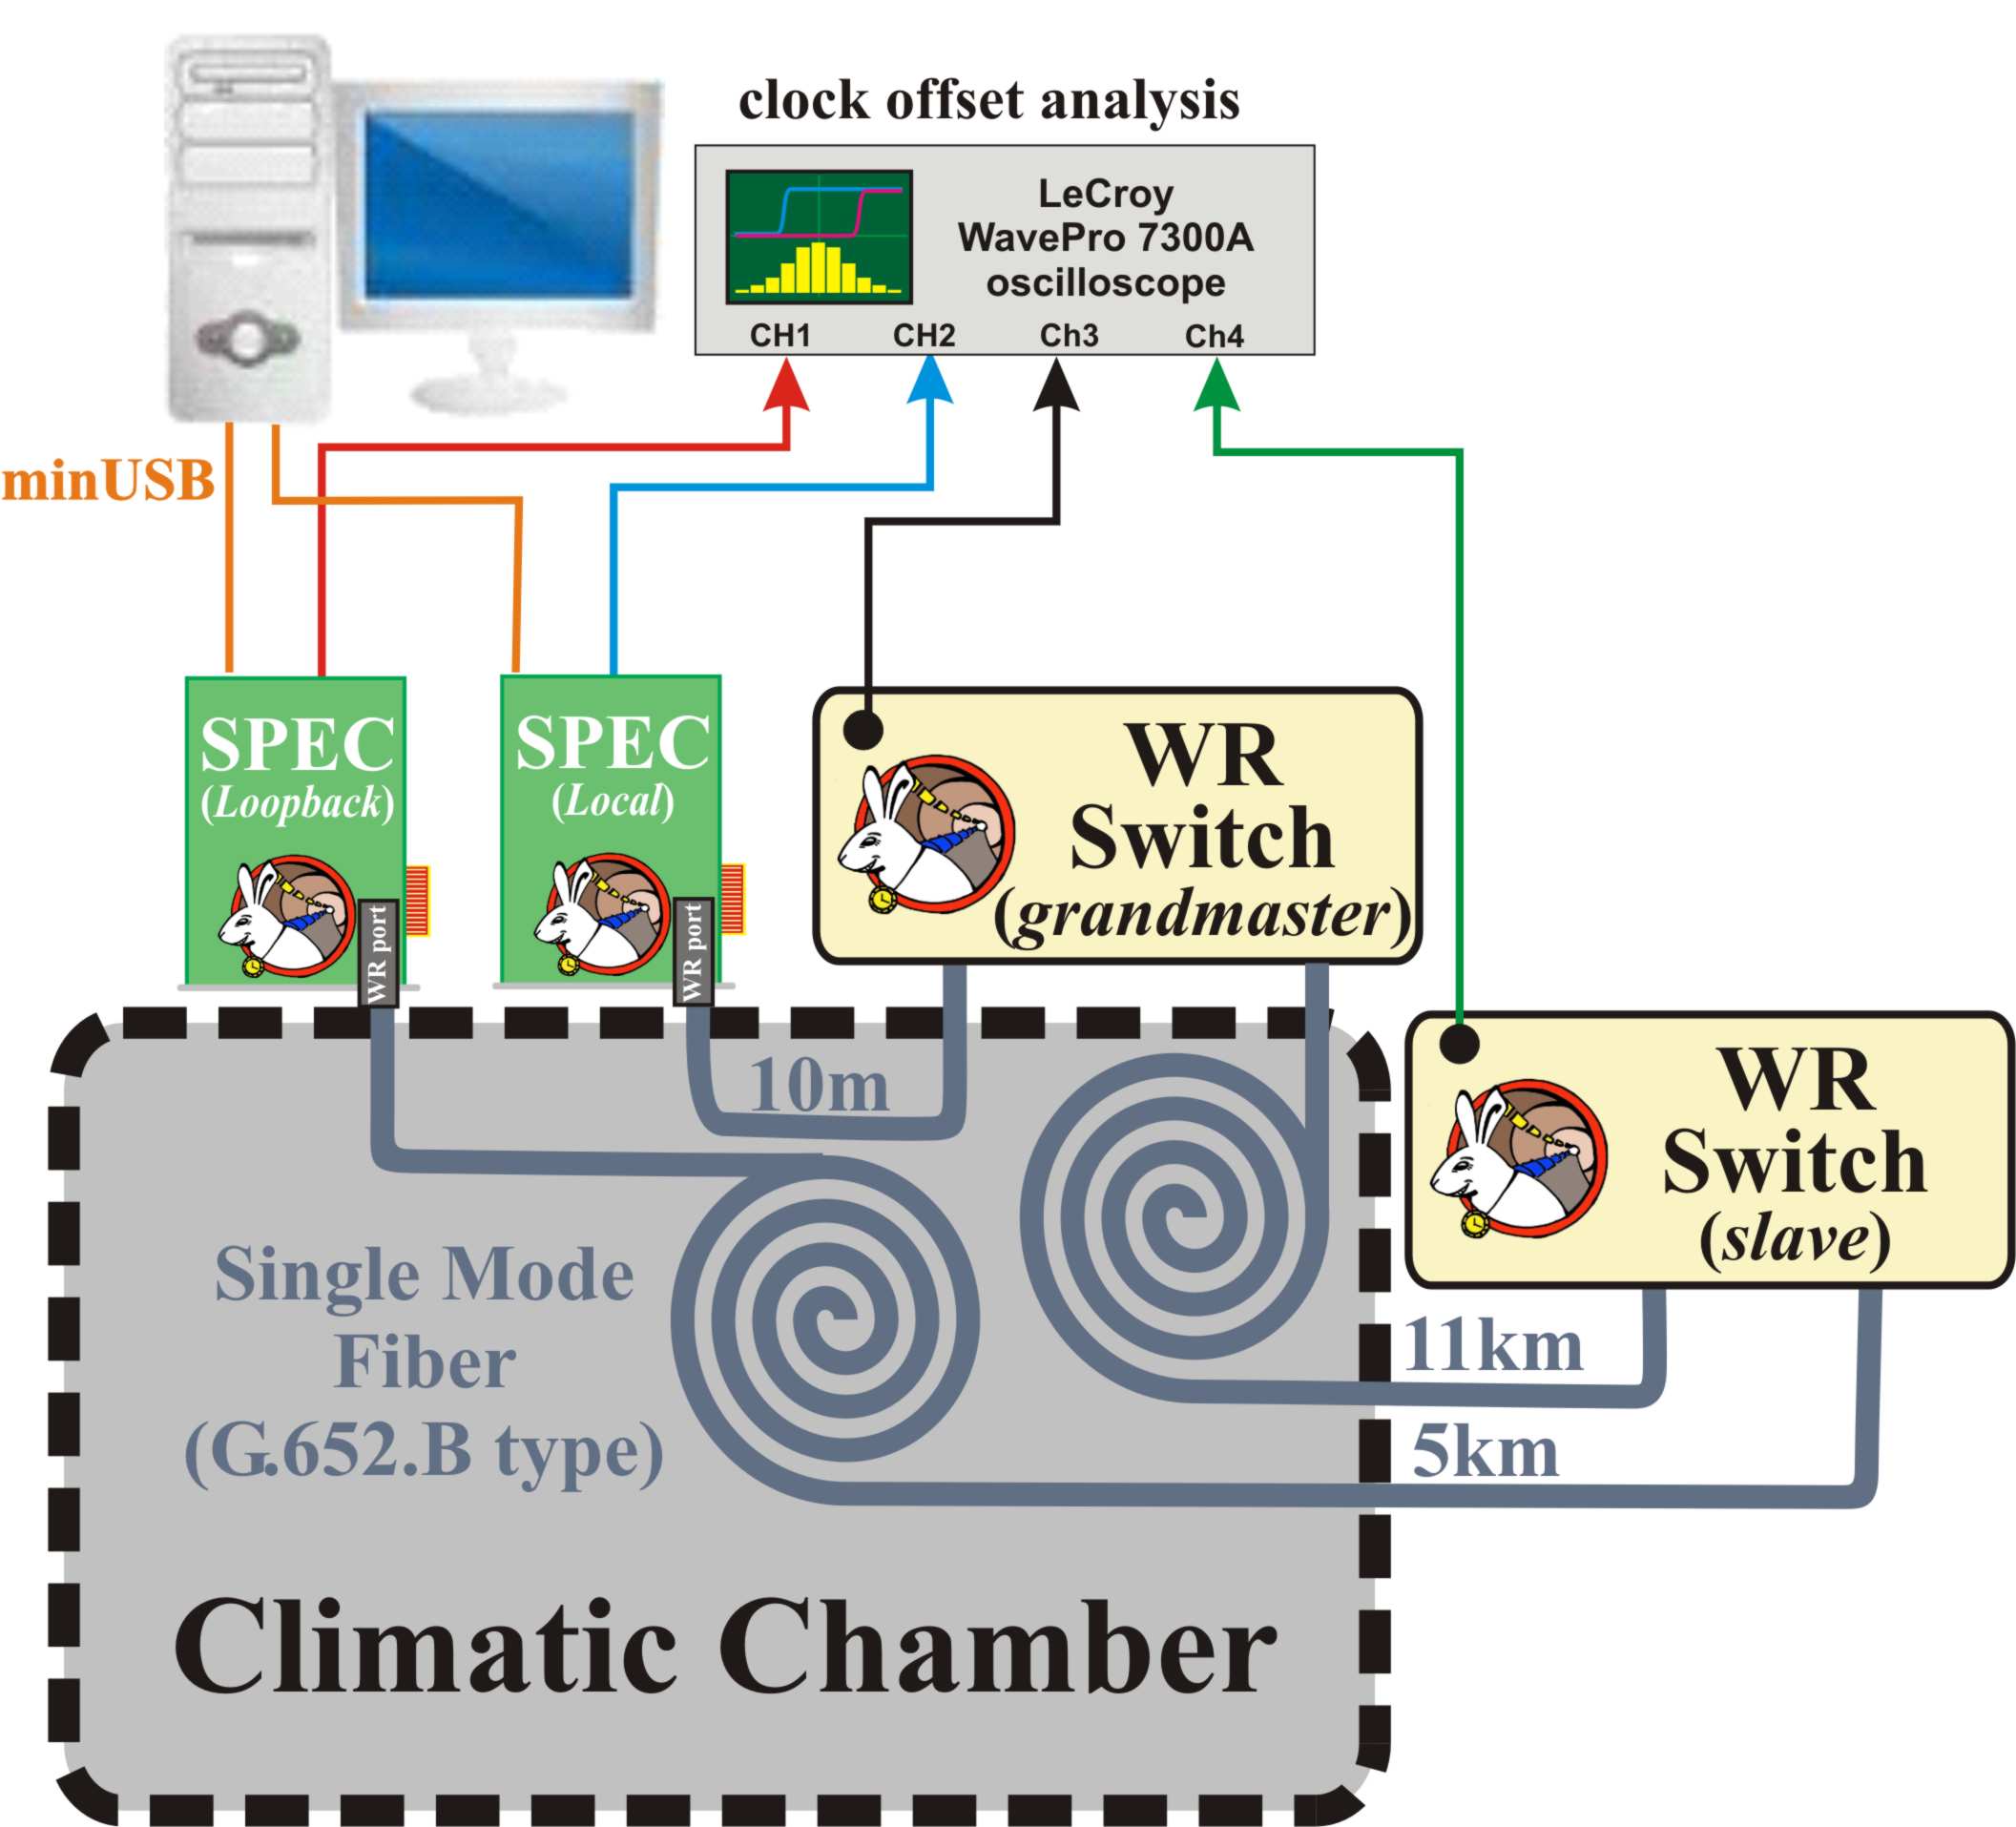 clock offset analysis
LeCroy
WavePro 7300A
oscilloscope
CH1 CH2 Ch3 Ch4
minUSB
SPEC
(Loopback)
WR port
SPEC
(Local)
WR port
WR
Switch
(grandmaster)
WR
Switch
(slave)
10m
Single Mode
Fiber
(G.652.B type)
11km
5km
Climatic Chamber